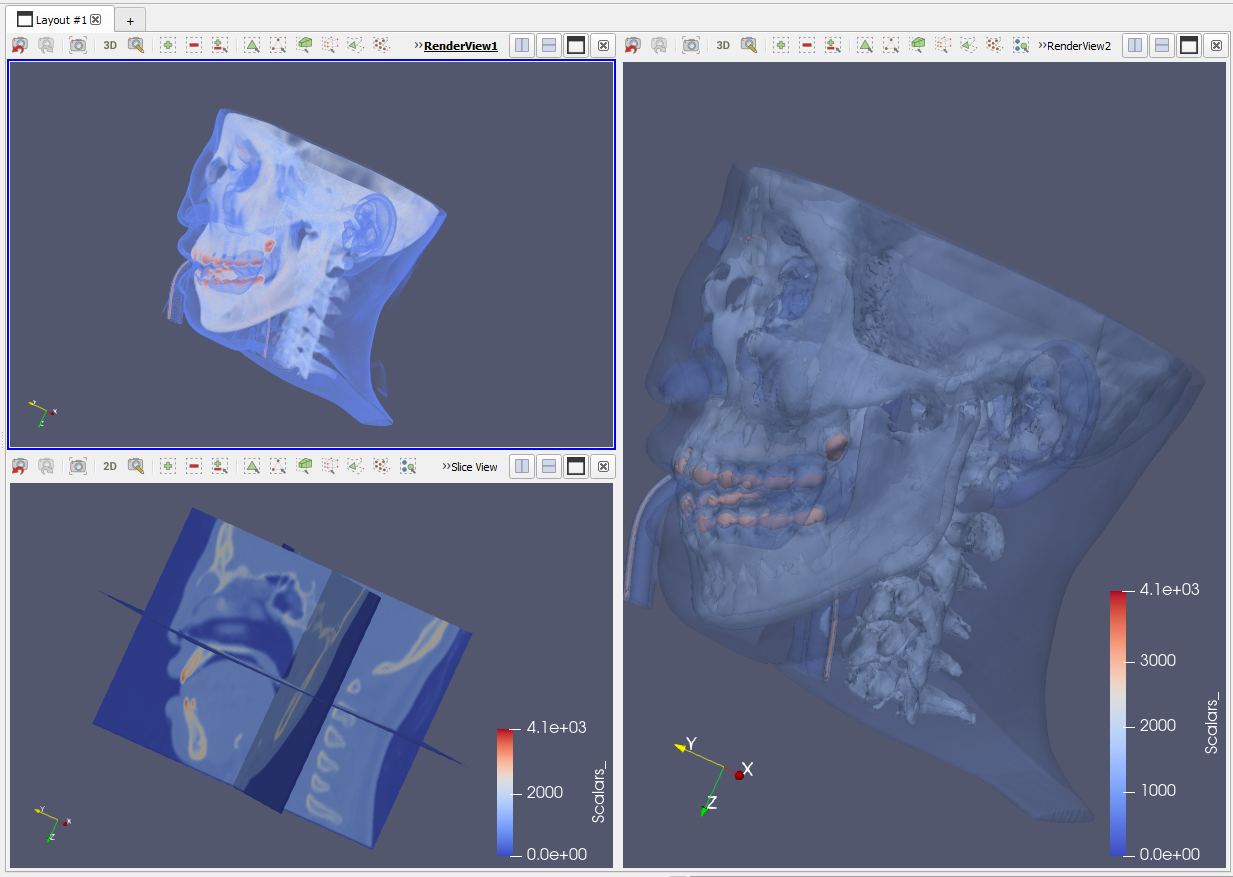 Layout #1
+
3D
»RenderView1
3D
»RenderView2
2D
»Slice View
4.1e+03
2000
0.0e+00
Scalars_
Y
X
Z
4.1e+03
3000
2000
1000
0.0e+00
Scalars_
Y
X
Z